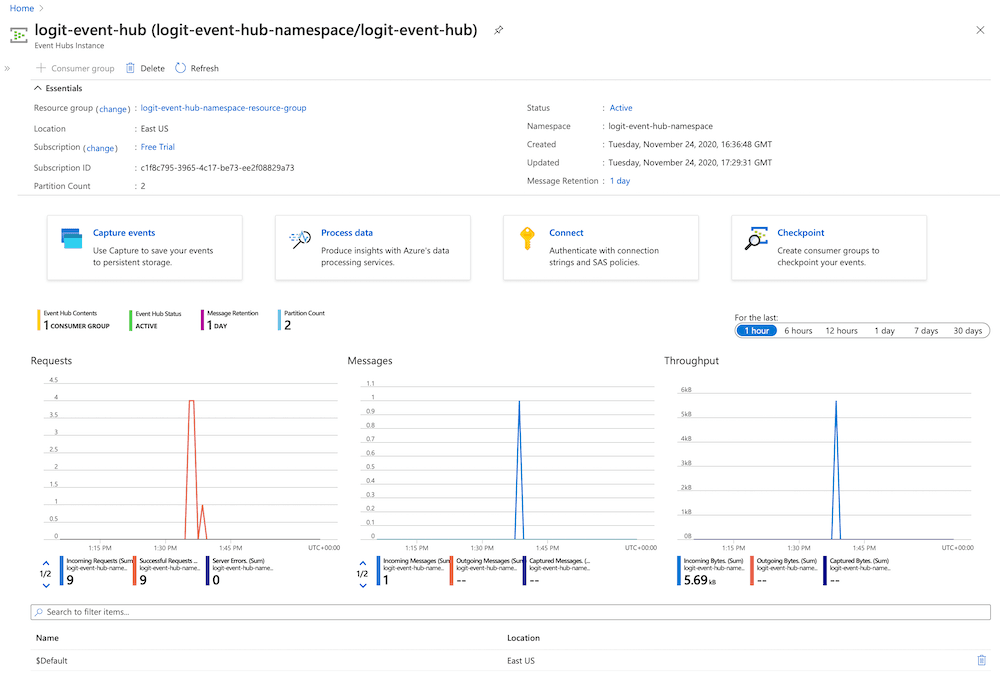 Home
logit-event-hub (logit-event-hub-namespace/logit-event-hub)
Event Hubs Instance
Consumer group Delete Refresh
Essentials
Resource group (change) : logit-event-hub-namespace-resource-group
Location : East US
Subscription (change) : Free Trial
Subscription ID : c1f8c795-3965-4c17-be73-ee2f08829a73
Partition Count : 2
Status : Active
Namespace : logit-event-hub-namespace
Created : Tuesday, November 24, 2020, 16:36:48 GMT
Updated : Tuesday, November 24, 2020, 17:29:31 GMT
Message Retention : 1 day
Capture events
Use Capture to save your events
to persistent storage.
Process data
Produce insights with Azure's data
processing services.
Connect
Authenticate with connection
strings and SAS policies.
Checkpoint
Create consumer groups to
checkpoint your events.
Event Hub Contents
1 CONSUMER GROUP
Event Hub Status
ACTIVE
Message Retention
1 DAY
Partition Count
2
For the last:
1 hour 6 hours 12 hours 1 day 7 days 30 days
Requests
4.5
4
3.5
3
2.5
2
1.5
1
0.5
0
1:15 PM 1:30 PM 1:45 PM UTC+00:00
1/2
Incoming Requests (Sum)
logit-event-hub-name...
9
Successful Requests ...
logit-event-hub-name...
9
Server Errors. (Sum)
logit-event-hub-name...
0
Messages
1.1
1
0.9
0.8
0.7
0.6
0.5
0.4
0.3
0.2
0.1
0
1:15 PM 1:30 PM 1:45 PM UTC+00:00
1/2
Incoming Messages (Sum)
logit-event-hub-name...
1
Outgoing Messages (Sum)
logit-event-hub-name...
--
Captured Messages. (...
logit-event-hub-name...
--
Throughput
6kB
5kB
4kB
3kB
2kB
1kB
0B
1:15 PM 1:30 PM 1:45 PM UTC+00:00
Incoming Bytes. (Sum)
logit-event-hub-name...
5.69 kB
Outgoing Bytes. (Sum)
logit-event-hub-name...
--
Captured Bytes. (Sum)
logit-event-hub-name...
--
Search to filter items...
Name Location
$Default East US